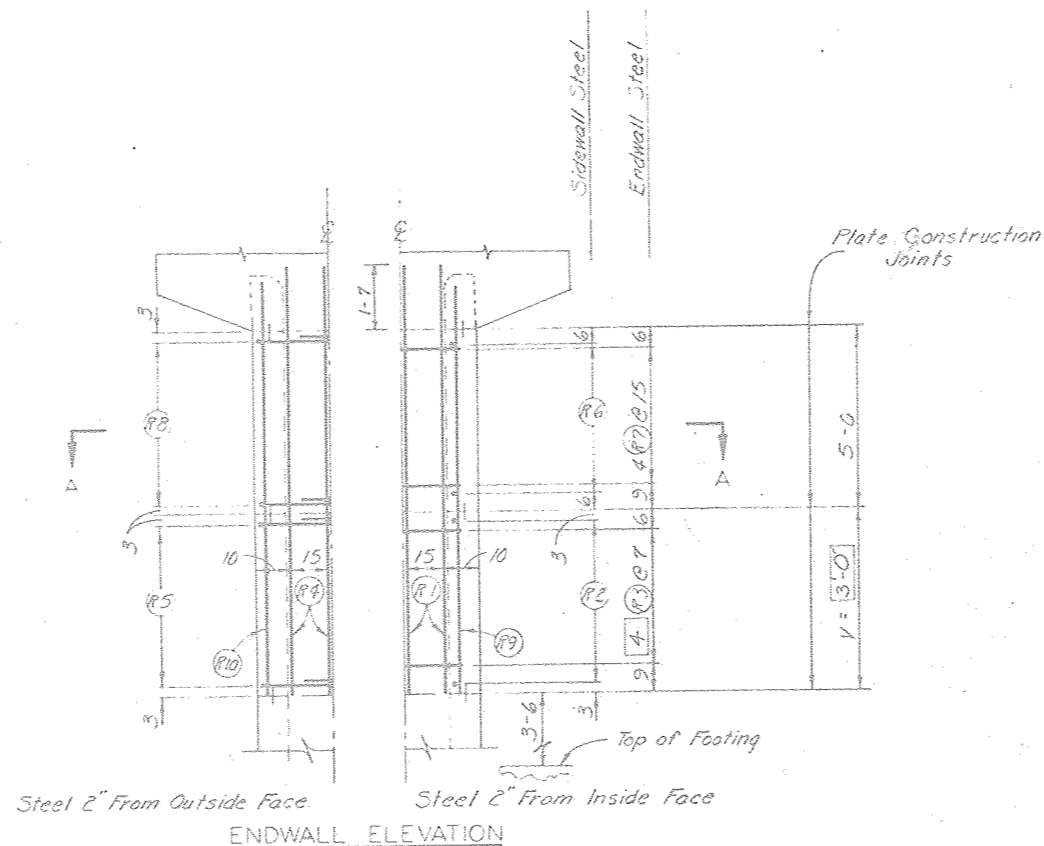 Sidewall Steel
Endwall Steel
Plate Construction
Joints
℄
℄
1-7
3
6
6
R8
R6
4 R7 @ 15
5-0
A
A
9
6
6
3
3
10
15
15
10
R5
R4
R1
R2
4 R3 @ 7
y = 3'-0"
R10
R9
9
3
3-6
3
Top of Footing
Steel 2" From Outside Face
Steel 2" From Inside Face
ENDWALL ELEVATION